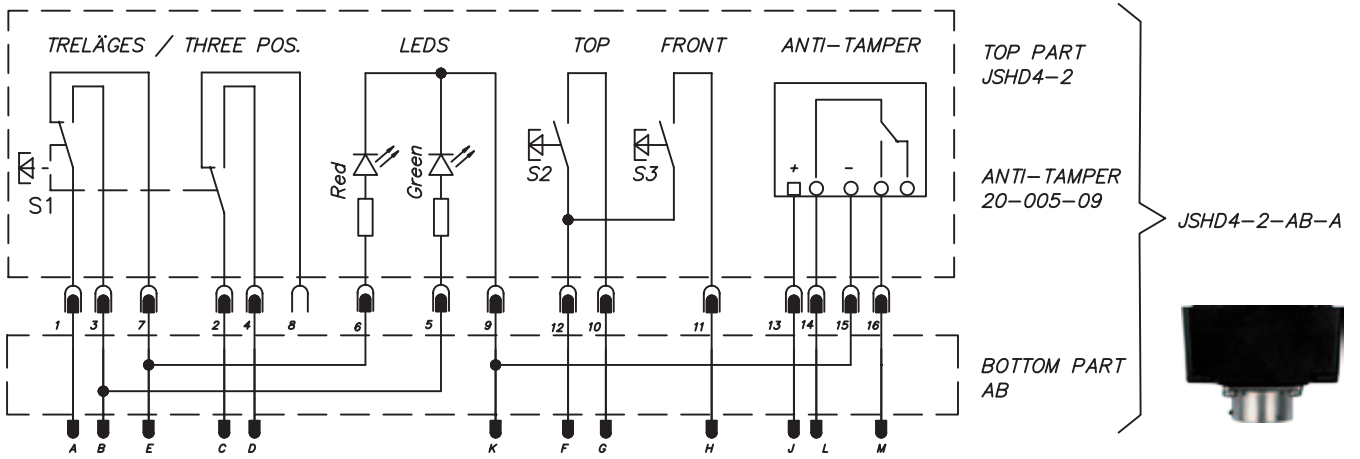 TRELÄGES / THREE POS. LEDS TOP FRONT ANTI-TAMPER
TOP PART
JSHD4-2
Red
Green
S1
S2
S3
+ -
ANTI-TAMPER
20-005-09
JSHD4-2-AB-A
1 3 7 2 4 8 6 5 9 12 10 11 13 14 15 16
BOTTOM PART
AB
A B E C D K F G H J L M